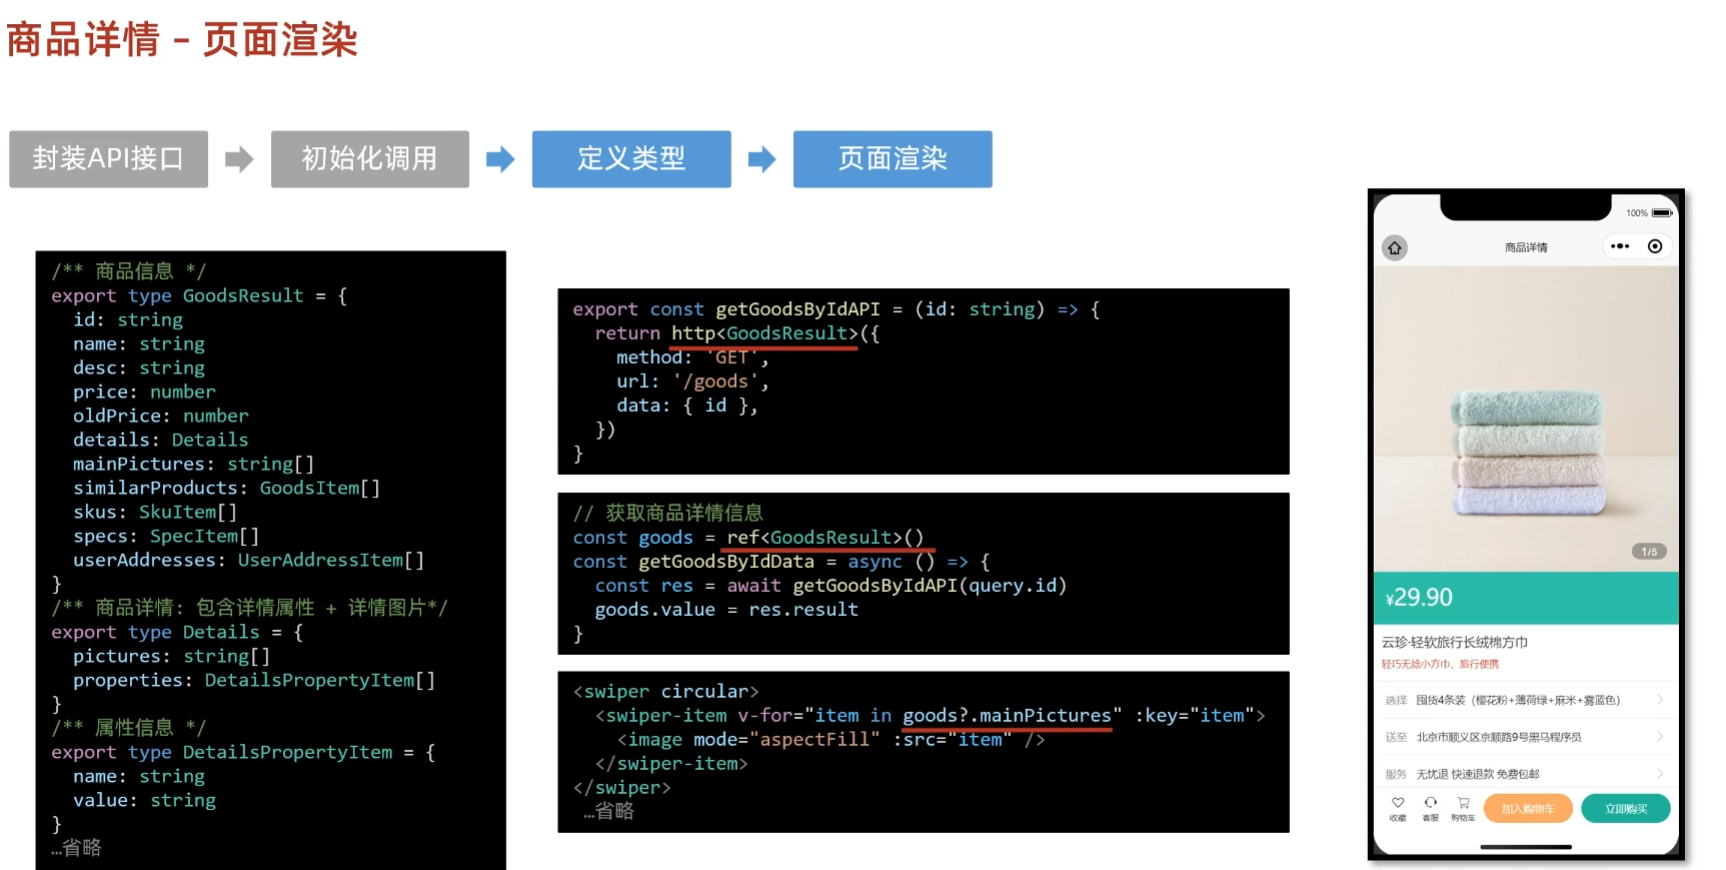 商品详情 – 页面渲染
封装API接口
初始化调用
定义类型
页面渲染
/** 商品信息 */
export type GoodsResult = {
  id: string
  name: string
  desc: string
  price: number
  oldPrice: number
  details: Details
  mainPictures: string[]
  similarProducts: GoodsItem[]
  skus: SkuItem[]
  specs: SpecItem[]
  userAddresses: UserAddressItem[]
}
/** 商品详情: 包含详情属性 + 详情图片*/
export type Details = {
  pictures: string[]
  properties: DetailsPropertyItem[]
}
/** 属性信息 */
export type DetailsPropertyItem = {
  name: string
  value: string
}
…省略
export const getGoodsByIdAPI = (id: string) => {
  return http<GoodsResult>({
    method: 'GET',
    url: '/goods',
    data: { id },
  })
}
// 获取商品详情信息
const goods = ref<GoodsResult>()
const getGoodsByIdData = async () => {
  const res = await getGoodsByIdAPI(query.id)
  goods.value = res.result
}
<swiper circular>
  <swiper-item v-for="item in goods?.mainPictures" :key="item">
    <image mode="aspectFill" :src="item" />
  </swiper-item>
</swiper>
…省略
100%
商品详情
1/5
¥29.90
云珍·轻软旅行长绒棉方巾
轻巧无捻小方巾，旅行便携
选择 囤货4条装（樱花粉+薄荷绿+麻米+雾蓝色）
送至 北京市顺义区京顺路9号黑马程序员
服务 无忧退 快速退款 免费包邮
收藏 客服 购物车 加入购物车 立即购买